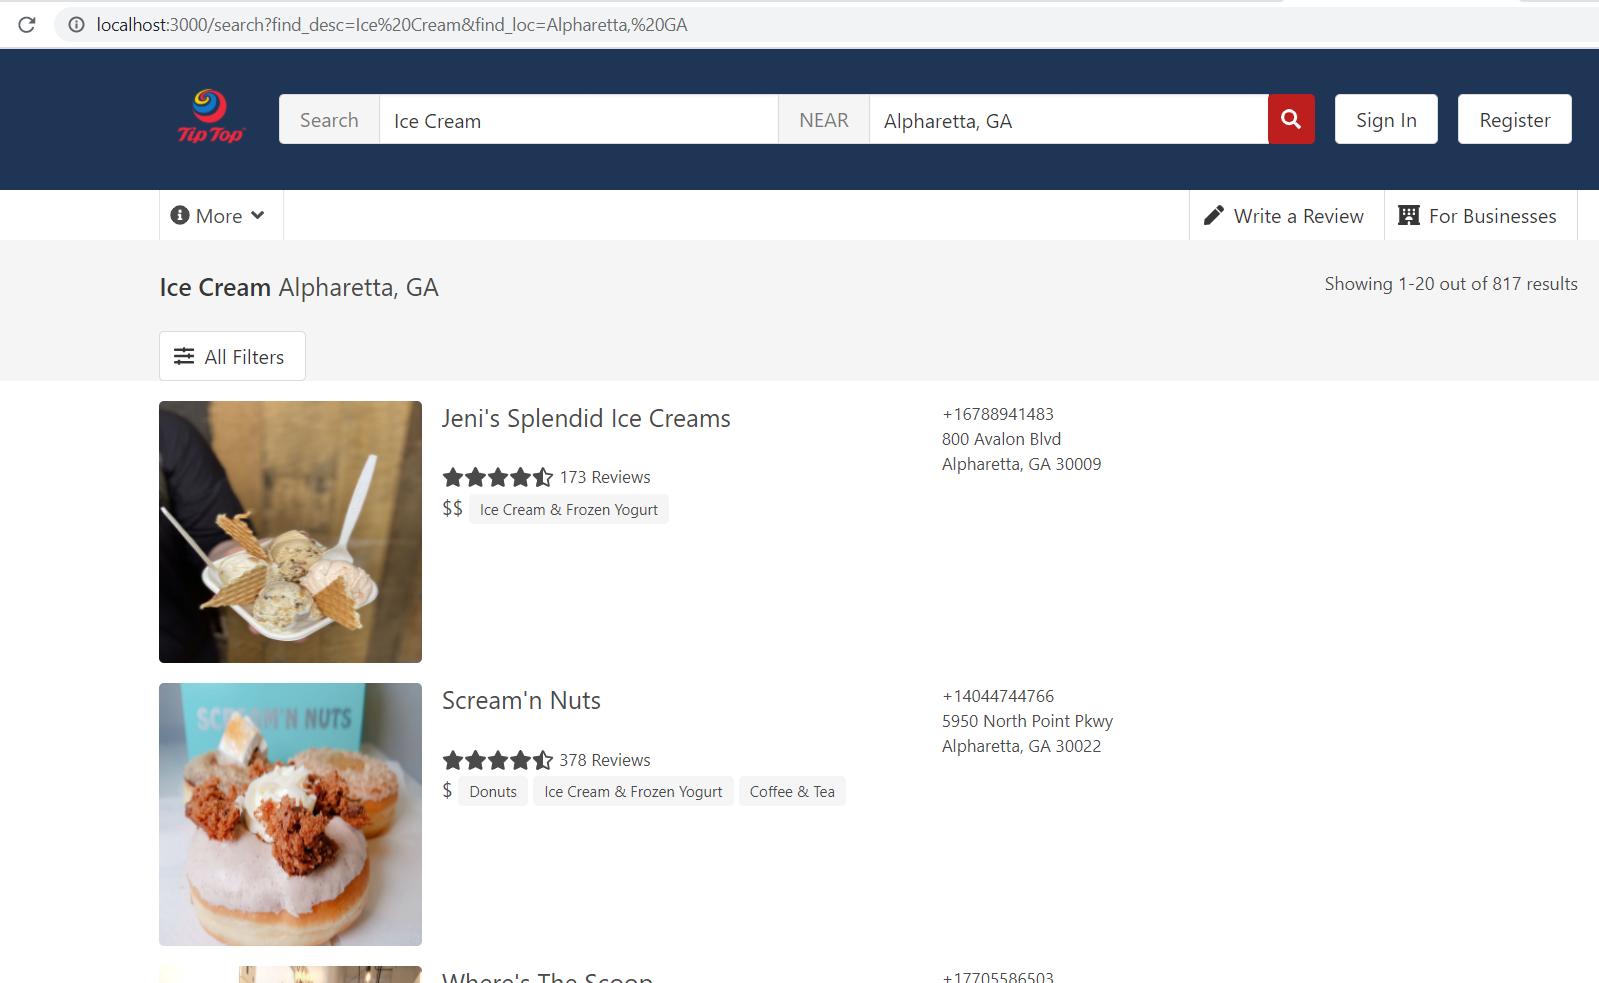 localhost:3000/search?find_desc=Ice%20Cream&find_loc=Alpharetta,%20GA
Tip Top
Search
Ice Cream
NEAR
Alpharetta, GA
Sign In
Register
More
Write a Review
For Businesses
Ice Cream Alpharetta, GA
Showing 1-20 out of 817 results
All Filters
Jeni's Splendid Ice Creams
173 Reviews
$$ Ice Cream & Frozen Yogurt
+16788941483
800 Avalon Blvd
Alpharetta, GA 30009
SCREAM'N NUTS
Scream'n Nuts
378 Reviews
$ Donuts Ice Cream & Frozen Yogurt Coffee & Tea
+14044744766
5950 North Point Pkwy
Alpharetta, GA 30022
Where's The Scoop
+17705586503